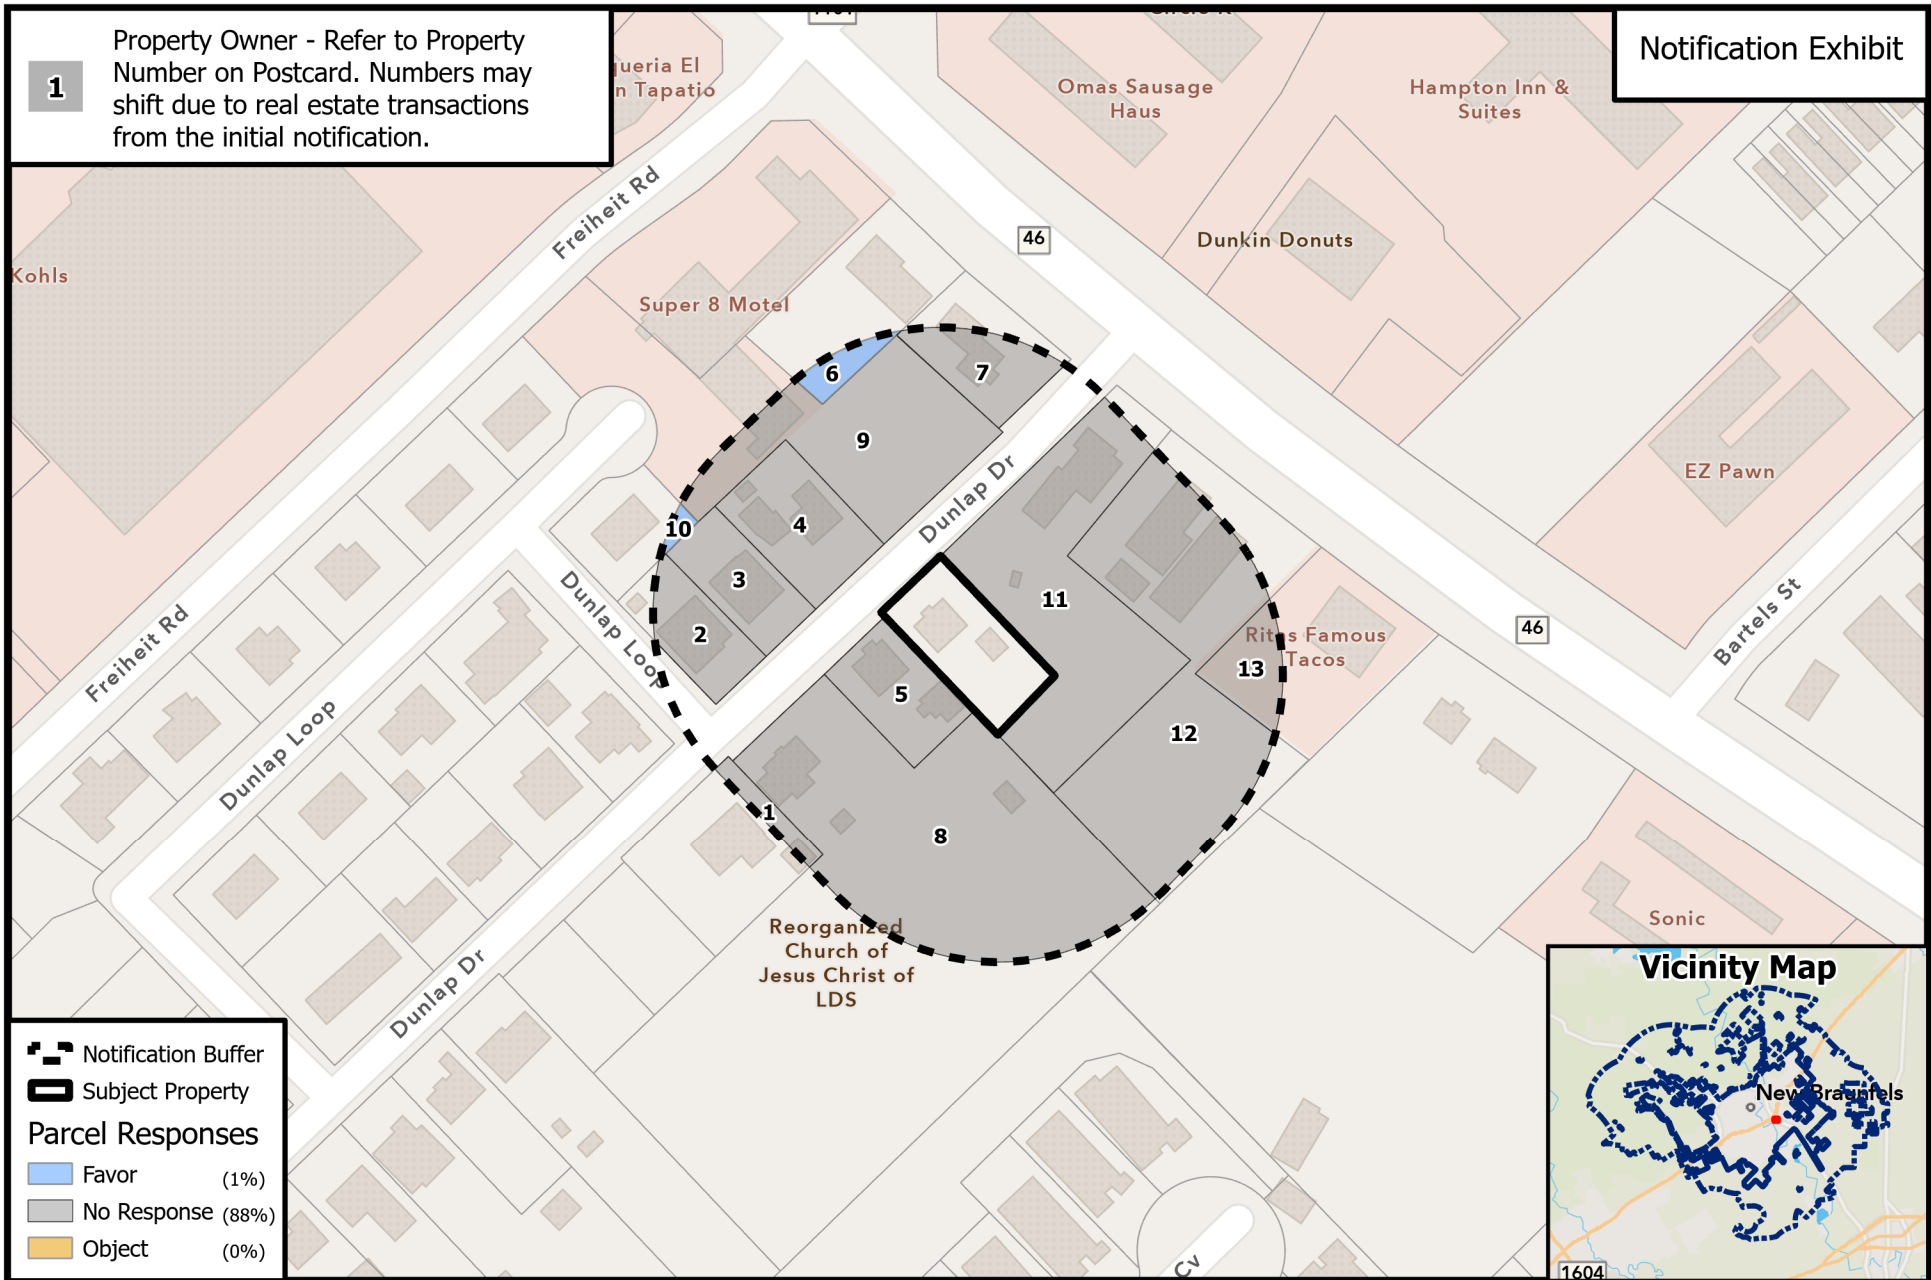 1
Property Owner - Refer to Property
Number on Postcard. Numbers may
shift due to real estate transactions
from the initial notification.
Notification Exhibit
Omas Sausage
Haus
Hampton Inn &
Suites
El
Tapatio
Freiheit Rd
46
Dunkin Donuts
Kohls
Super 8 Motel
6
7
9
EZ Pawn
Dunlap Dr
10
4
3
Dunlap Loop
2
11
46
Ritas Famous
Tacos
13
Bartels St
Freiheit Rd
5
12
Dunlap Loop
1
8
Sonic
Reorganized
Church of
Jesus Christ of
LDS
Dunlap Dr
Cv
Notification Buffer
Subject Property
Parcel Responses
Favor (1%)
No Response (88%)
Object (0%)
Vicinity Map
New Braunfels
1604